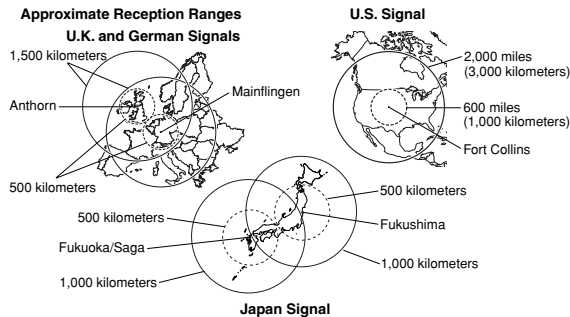 Approximate Reception Ranges
U.K. and German Signals
1,500 kilometers
Anthorn
Mainflingen
500 kilometers
U.S. Signal
2,000 miles
(3,000 kilometers)
600 miles
(1,000 kilometers)
Fort Collins
500 kilometers
500 kilometers
Fukushima
Fukuoka/Saga
1,000 kilometers
1,000 kilometers
Japan Signal